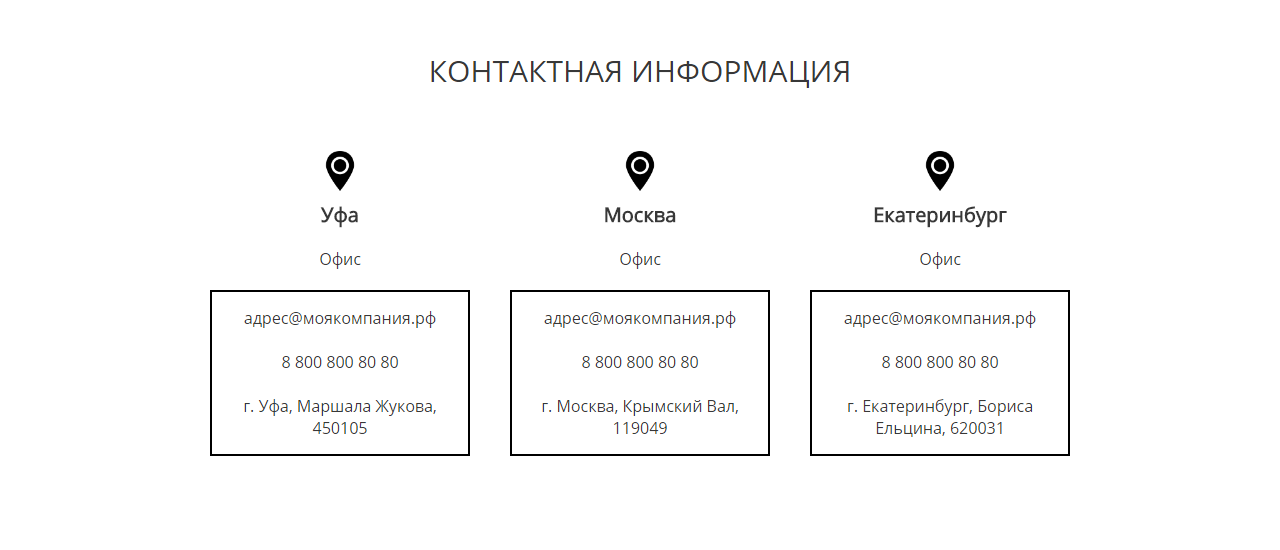 КОНТАКТНАЯ ИНФОРМАЦИЯ
Уфа
Офис
адрес@моякомпания.рф
8 800 800 80 80
г. Уфа, Маршала Жукова,
450105
Москва
Офис
адрес@моякомпания.рф
8 800 800 80 80
г. Москва, Крымский Вал,
119049
Екатеринбург
Офис
адрес@моякомпания.рф
8 800 800 80 80
г. Екатеринбург, Бориса
Ельцина, 620031